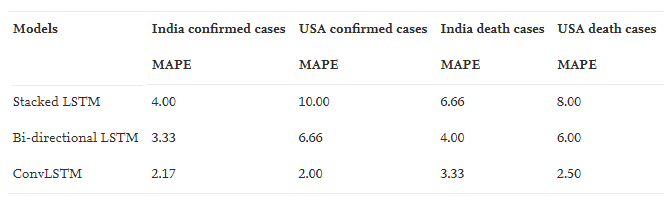 Models India confirmed cases USA confirmed cases India death cases USA death cases
MAPE MAPE MAPE MAPE
Stacked LSTM 4.00 10.00 6.66 8.00
Bi-directional LSTM 3.33 6.66 4.00 6.00
ConvLSTM 2.17 2.00 3.33 2.50